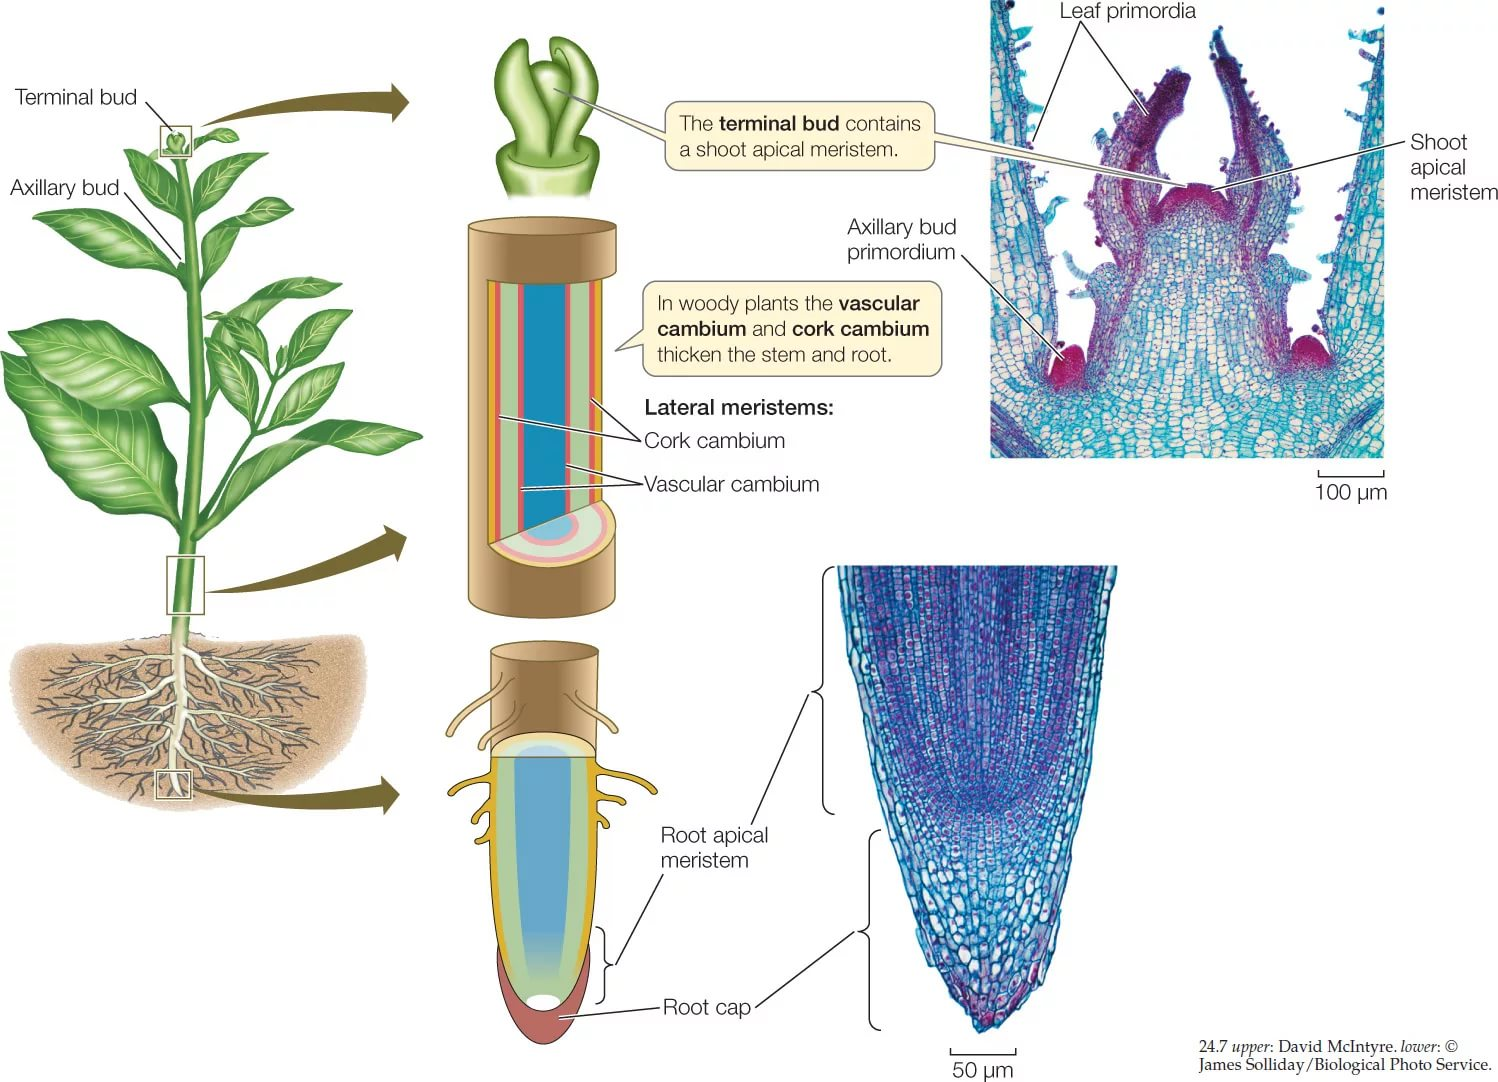 Terminal bud
Axillary bud
The terminal bud contains
a shoot apical meristem.
Leaf primordia
Shoot
apical
meristem
Axillary bud
primordium
100 µm
In woody plants the vascular
cambium and cork cambium
thicken the stem and root.
Lateral meristems:
Cork cambium
Vascular cambium
Root apical
meristem
Root cap
50 µm
24.7 upper: David McIntyre. lower: ©
James Solliday/Biological Photo Service.